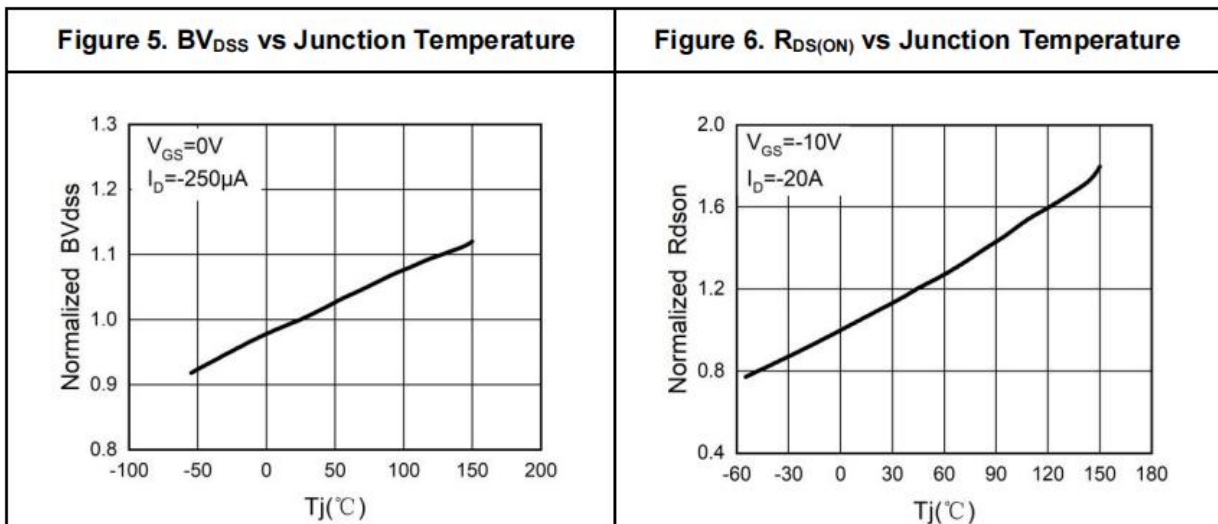 Figure 5. BVDSS vs Junction Temperature
Figure 6. RDS(ON) vs Junction Temperature
1.3
1.2
1.1
1.0
0.9
0.8
Normalized BVdss
VGS=0V
ID=-250µA
-100
-50
0
50
100
150
200
Tj(℃)
2.0
1.6
1.2
0.8
0.4
Normalized Rdson
VGS=-10V
ID=-20A
-60
-30
0
30
60
90
120
150
180
Tj(℃)